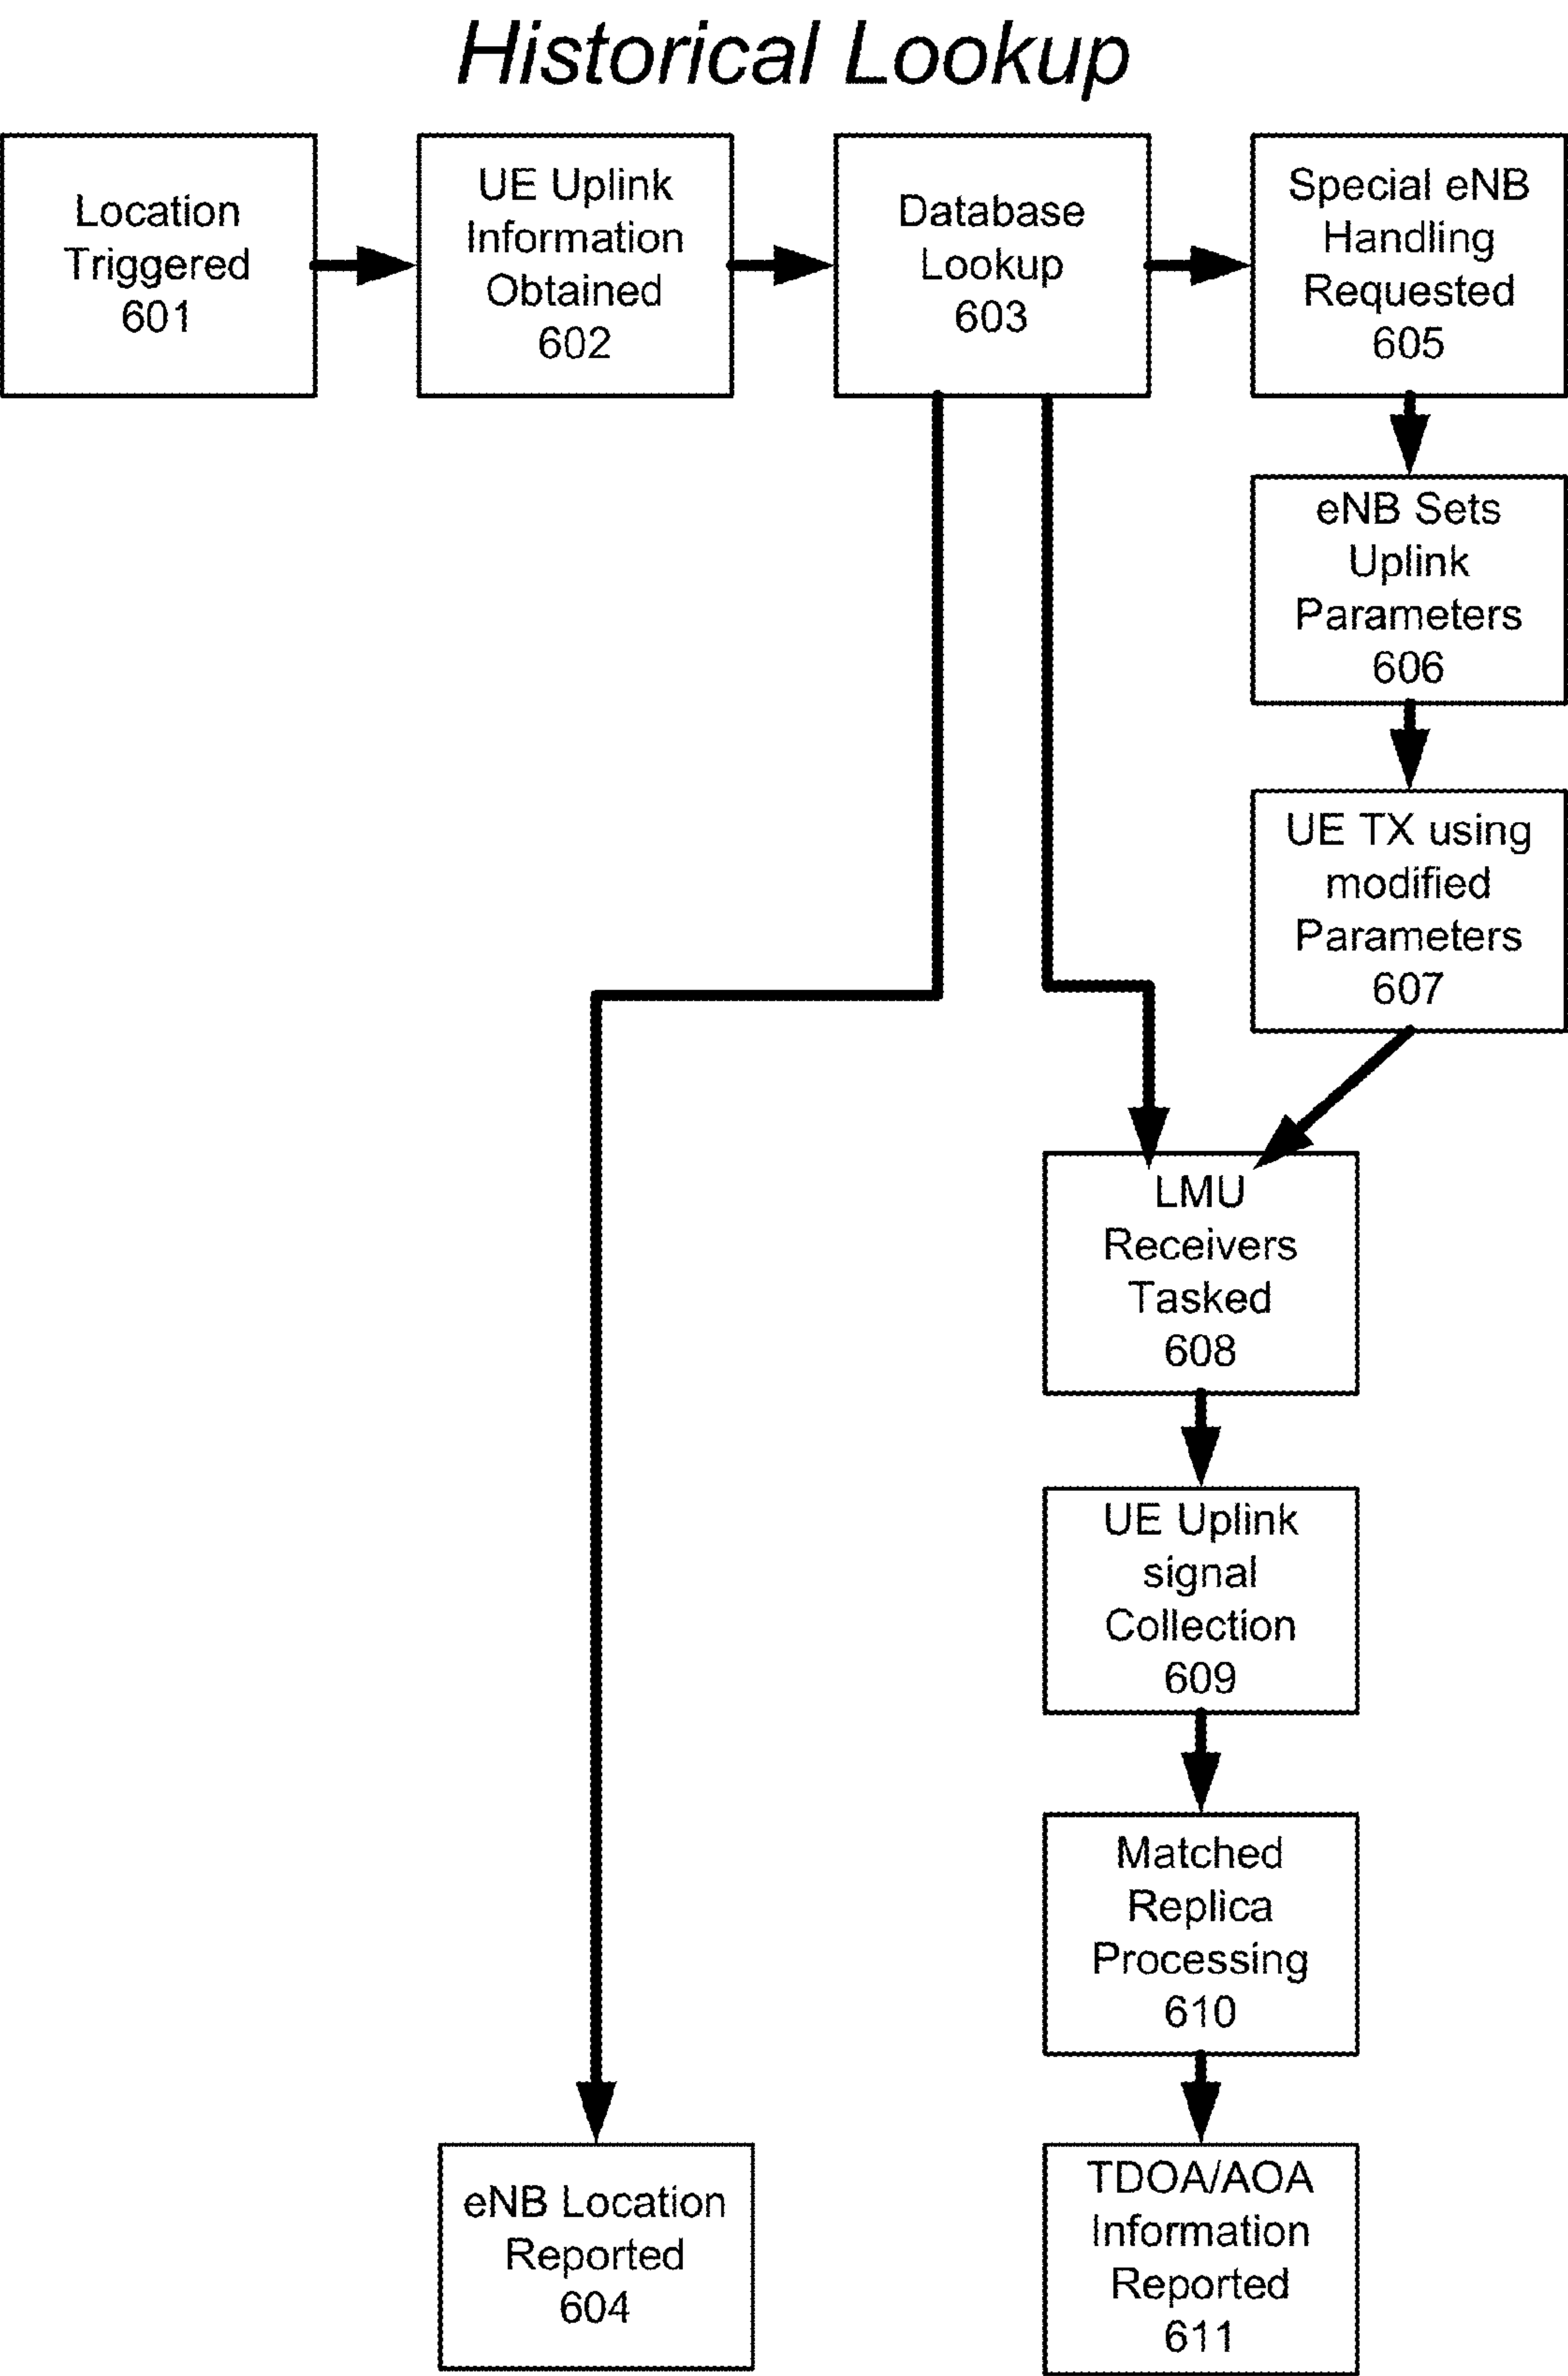 Historical Lookup
Location
Triggered
601
UE Uplink
Information
Obtained
602
Database
Lookup
603
Special eNB
Handling
Requested
605
eNB Sets
Uplink
Parameters
606
UE TX using
modified
Parameters
607
LMU
Receivers
Tasked
608
UE Uplink
signal
Collection
609
Matched
Replica
Processing
610
eNB Location
Reported
604
TDOA/AOA
Information
Reported
611